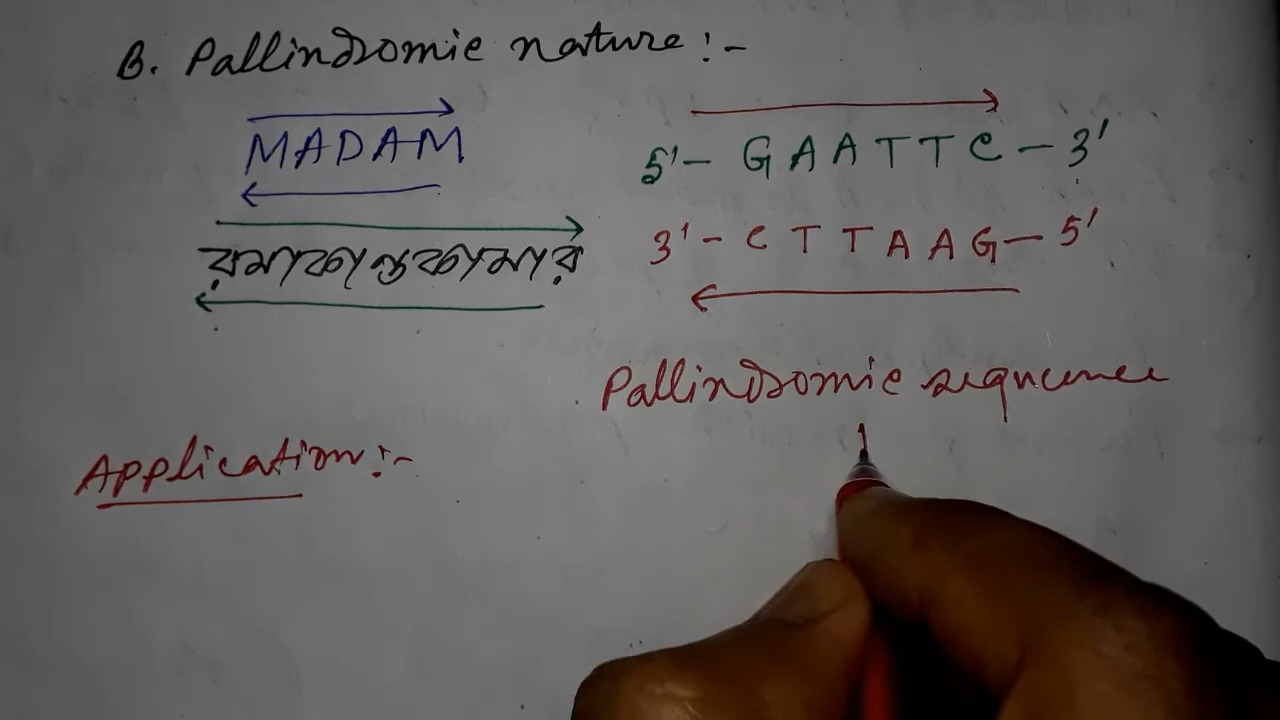 B. Pallindromic nature :-
MADAM
রমাকান্তকামার
5'- GAATTC - 3'
3'- CTTAAG - 5'
Pallindromic sequence
Application :-